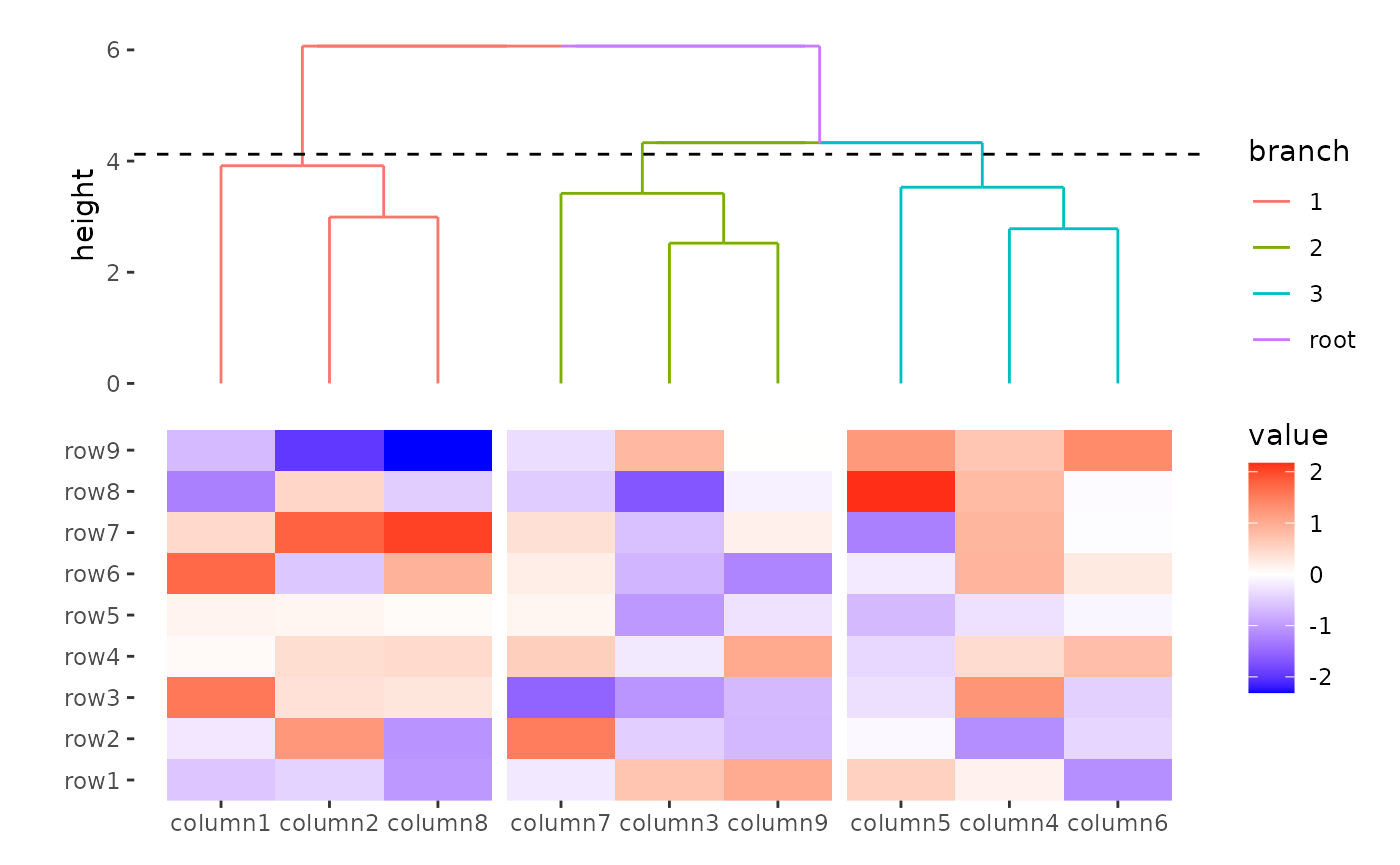 6
4
2
0
height
branch
1
2
3
root
row9
row8
row7
row6
row5
row4
row3
row2
row1
value
2
1
0
-1
-2
column1 column2 column8 column7 column3 column9 column5 column4 column6